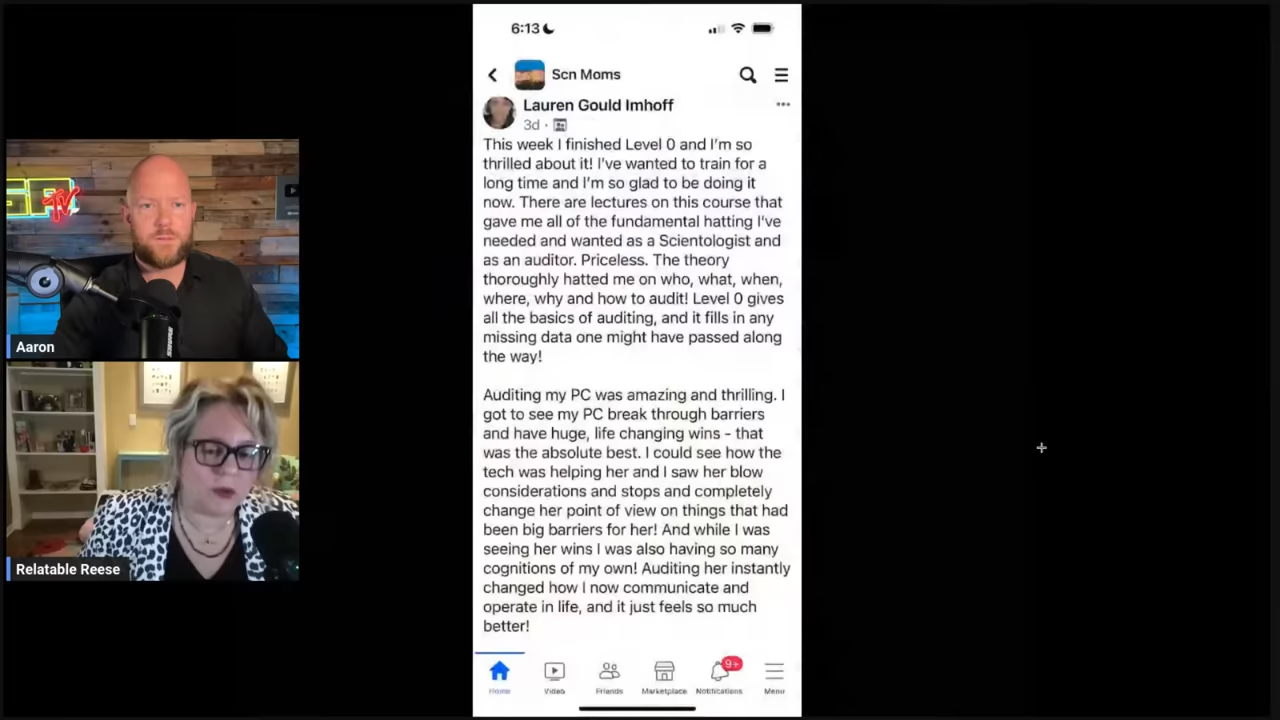 6:13
Scn Moms
Lauren Gould Imhoff
3d
This week I finished Level 0 and I'm so
thrilled about it! I've wanted to train for a
long time and I'm so glad to be doing it
now. There are lectures on this course that
gave me all of the fundamental hatting I've
needed and wanted as a Scientologist and
as an auditor. Priceless. The theory
thoroughly hatted me on who, what, when,
where, why and how to audit! Level 0 gives
all the basics of auditing, and it fills in any
missing data one might have passed along
the way!
Auditing my PC was amazing and thrilling. I
got to see my PC break through barriers
and have huge, life changing wins - that
was the absolute best. I could see how the
tech was helping her and I saw her blow
considerations and stops and completely
change her point of view on things that had
been big barriers for her! And while I was
seeing her wins I was also having so many
cognitions of my own! Auditing her instantly
changed how I now communicate and
operate in life, and it just feels so much
better!
9+
Home
Video
Friends
Marketplace
Notifications
Menu
TV
Aaron
Relatable Reese